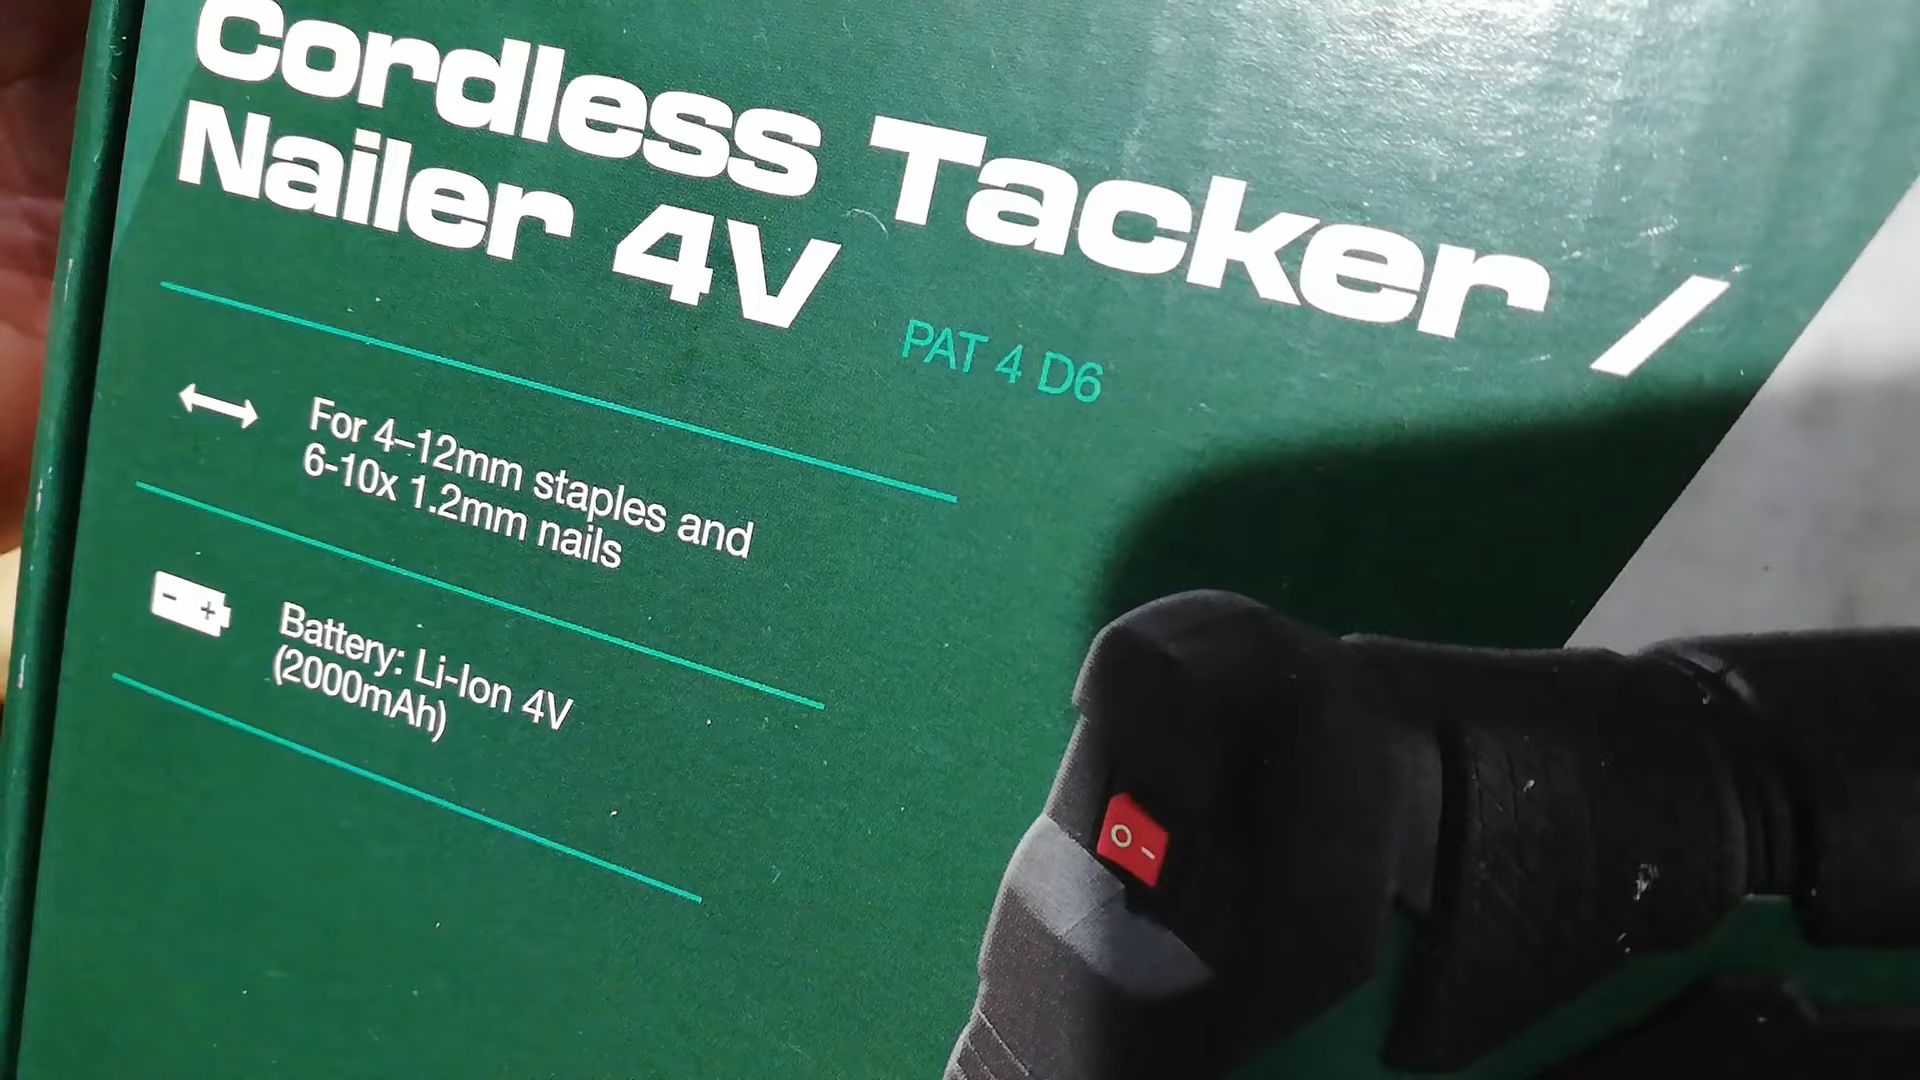 Cordless Tacker /
Nailer 4V
PAT 4 D6
For 4–12mm staples and
6-10x 1.2mm nails
Battery: Li-Ion 4V
(2000mAh)